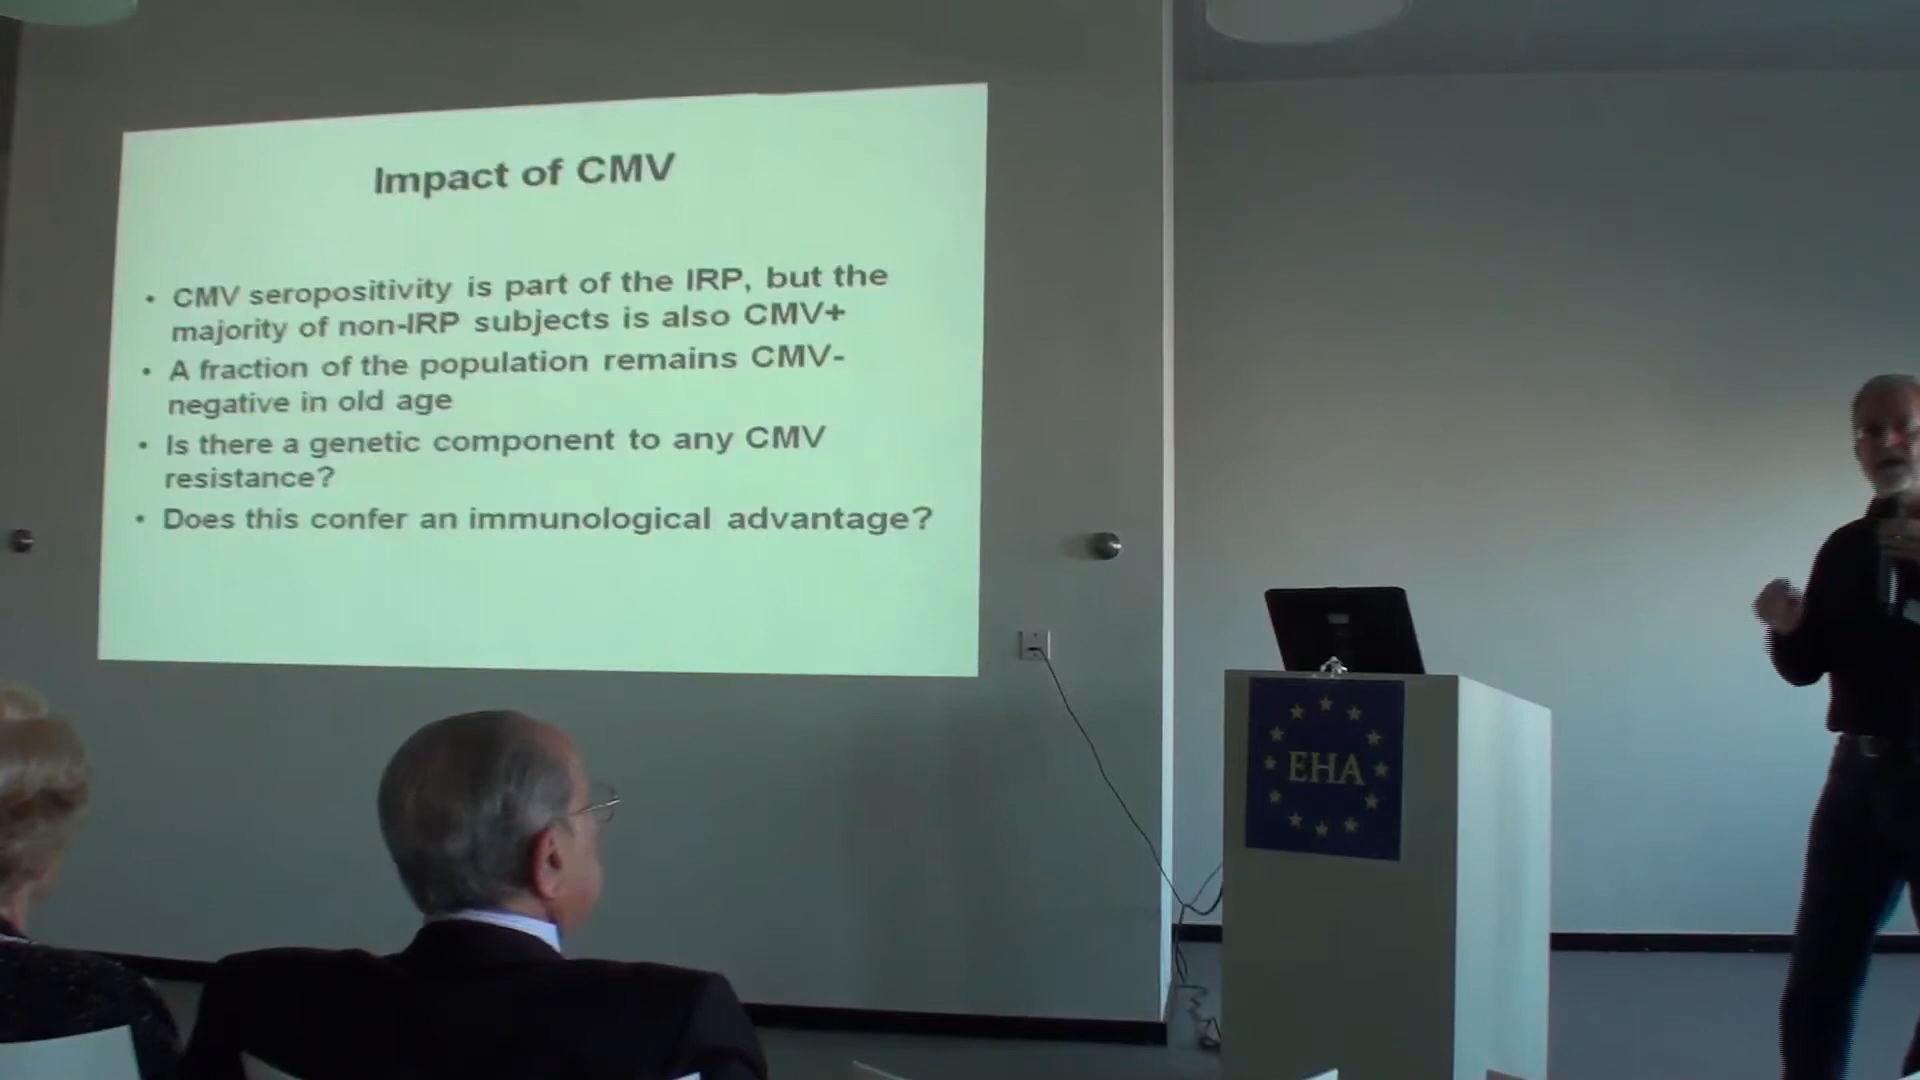 Impact of CMV
• CMV seropositivity is part of the IRP, but the
majority of non-IRP subjects is also CMV+
• A fraction of the population remains CMV-
negative in old age
• Is there a genetic component to any CMV
resistance?
• Does this confer an immunological advantage?
EHA